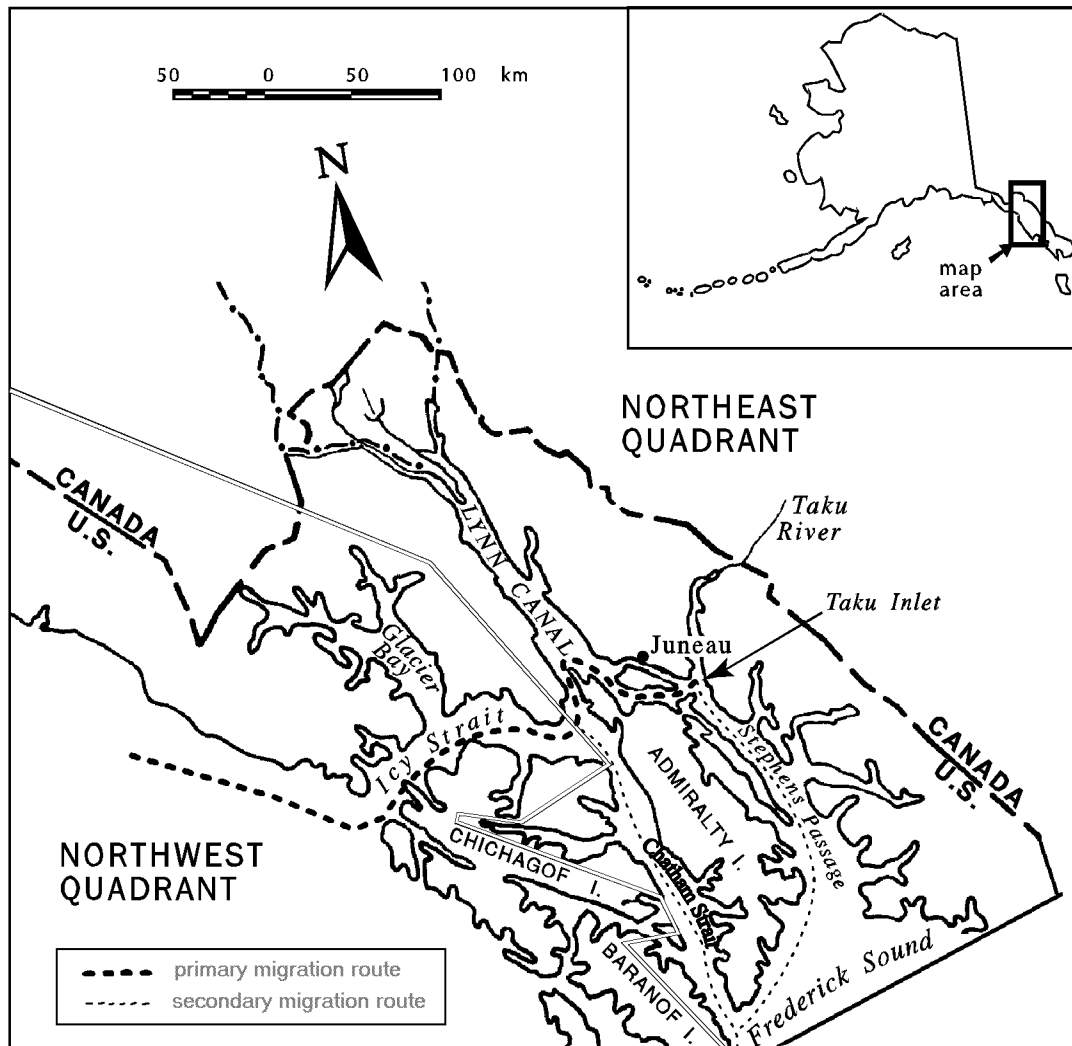 50 0 50 100 km
N
map
area
NORTHEAST
QUADRANT
CANADA
U.S.
Taku
River
LYNN CANAL
Taku Inlet
Juneau
Glacier
Bay
Icy Strait
Stephens Passage
CANADA
U.S.
ADMIRALTY I.
NORTHWEST
QUADRANT
CHICHAGOF I.
Chatham Strait
BARANOF I.
Frederick Sound
primary migration route
secondary migration route